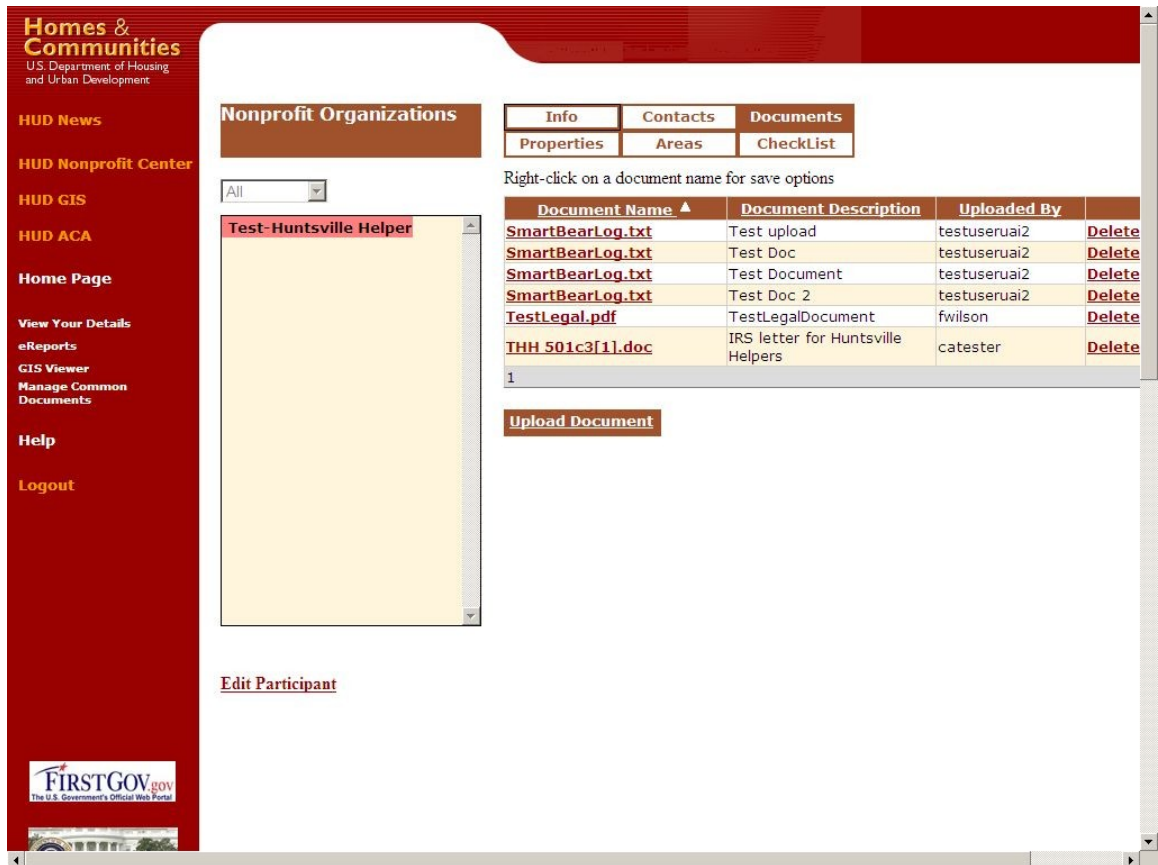 Homes &
Communities
U.S. Department of Housing
and Urban Development
HUD News
HUD Nonprofit Center
HUD GIS
HUD ACA
Home Page
View Your Details
eReports
GIS Viewer
Manage Common
Documents
Help
Logout
FIRSTGOV.gov
The U.S. Government's Official Web Portal
Nonprofit Organizations
All
Test-Huntsville Helper
Edit Participant
Info Contacts Documents
Properties Areas CheckList
Right-click on a document name for save options
Document Name Document Description Uploaded By
SmartBearLog.txt Test upload testuseruai2 Delete
SmartBearLog.txt Test Doc testuseruai2 Delete
SmartBearLog.txt Test Document testuseruai2 Delete
SmartBearLog.txt Test Doc 2 testuseruai2 Delete
TestLegal.pdf TestLegalDocument fwilson Delete
THH 501c3[1].doc IRS letter for Huntsville Helpers catester Delete
1
Upload Document